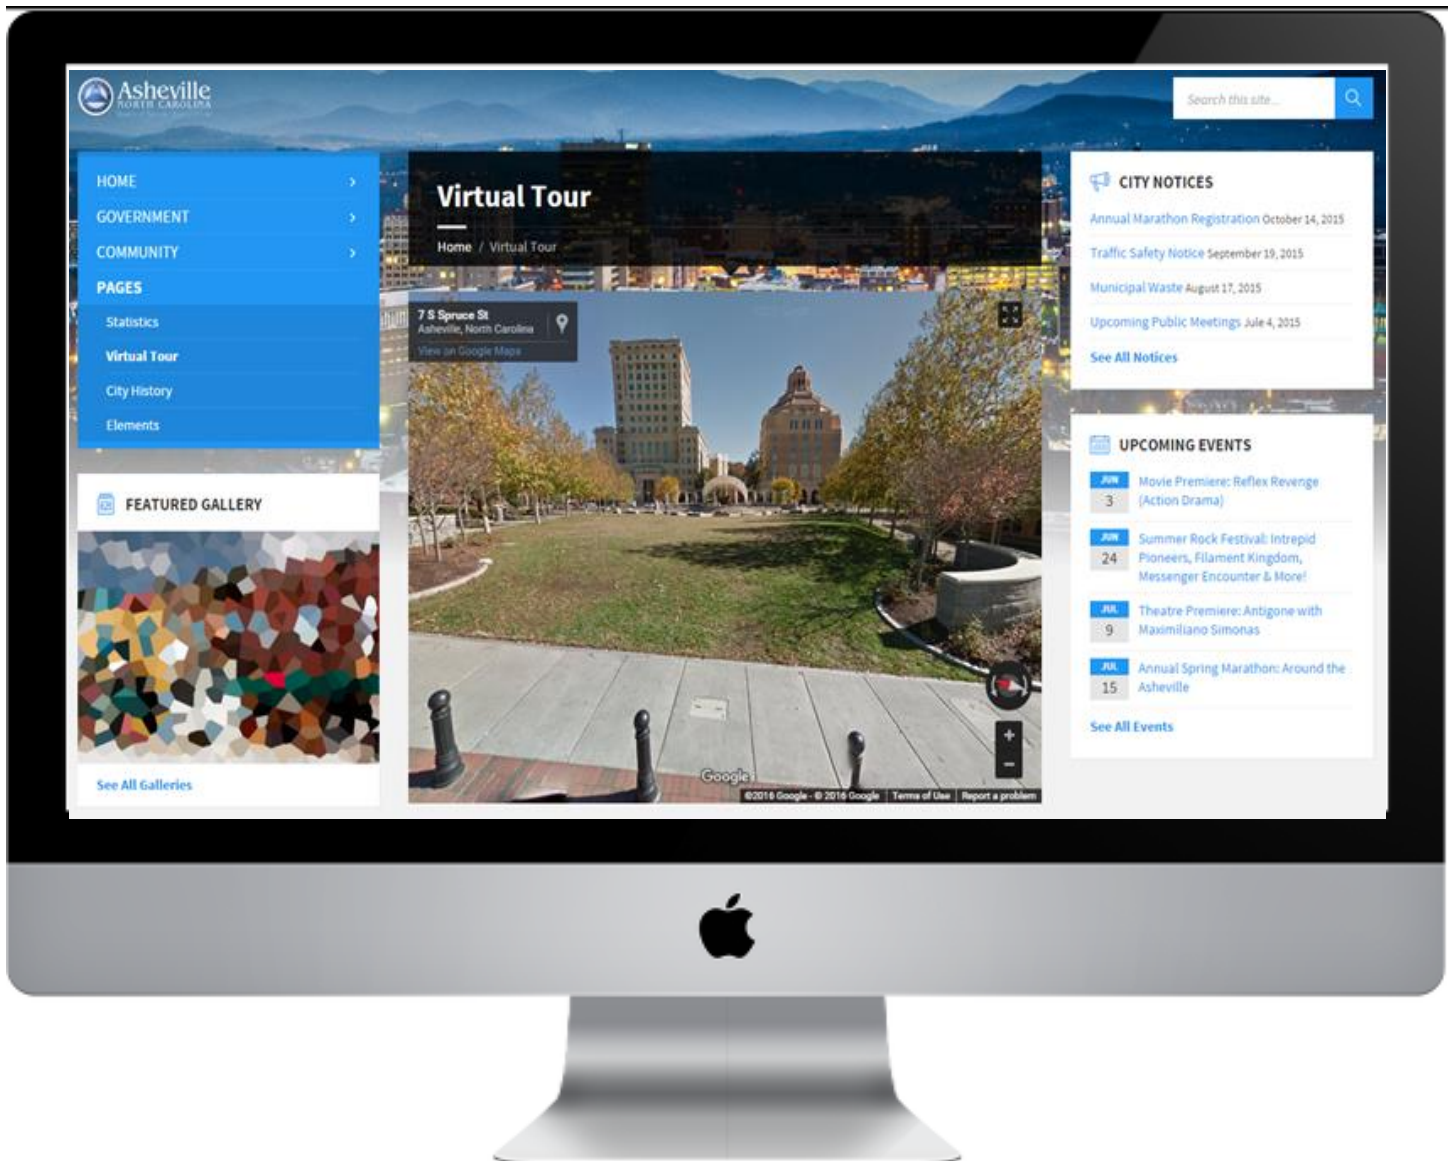 Asheville
NORTH CAROLINA
Search this site...
HOME
GOVERNMENT
COMMUNITY
PAGES
Statistics
Virtual Tour
City History
Elements
FEATURED GALLERY
See All Galleries
Virtual Tour
Home / Virtual Tour
7 S Spruce St
Asheville, North Carolina
View on Google Maps
Google
©2016 Google - © 2016 Google
Terms of Use
Report a problem
CITY NOTICES
Annual Marathon Registration October 14, 2015
Traffic Safety Notice September 19, 2015
Municipal Waste August 17, 2015
Upcoming Public Meetings Jule 4, 2015
See All Notices
UPCOMING EVENTS
JUN
3
Movie Premiere: Reflex Revenge
(Action Drama)
JUN
24
Summer Rock Festival: Intrepid
Pioneers, Filament Kingdom,
Messenger Encounter & More!
JUL
9
Theatre Premiere: Antigone with
Maximiliano Simonas
JUL
15
Annual Spring Marathon: Around the
Asheville
See All Events